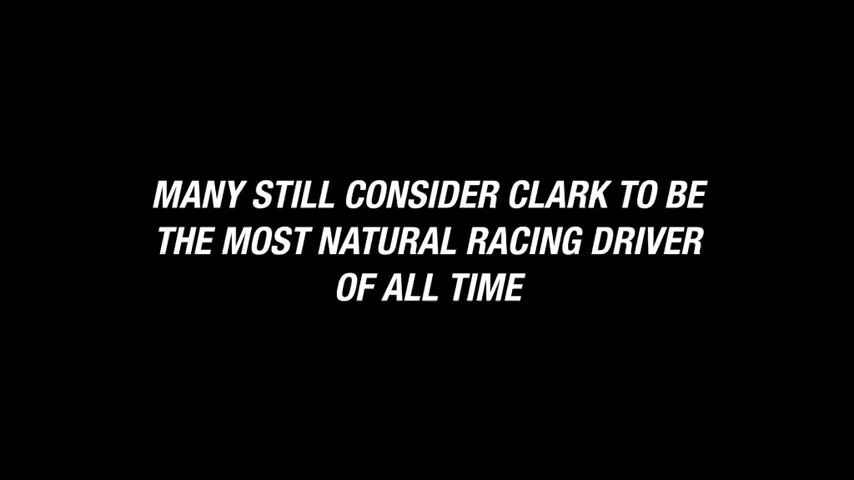 MANY STILL CONSIDER CLARK TO BE
THE MOST NATURAL RACING DRIVER
OF ALL TIME